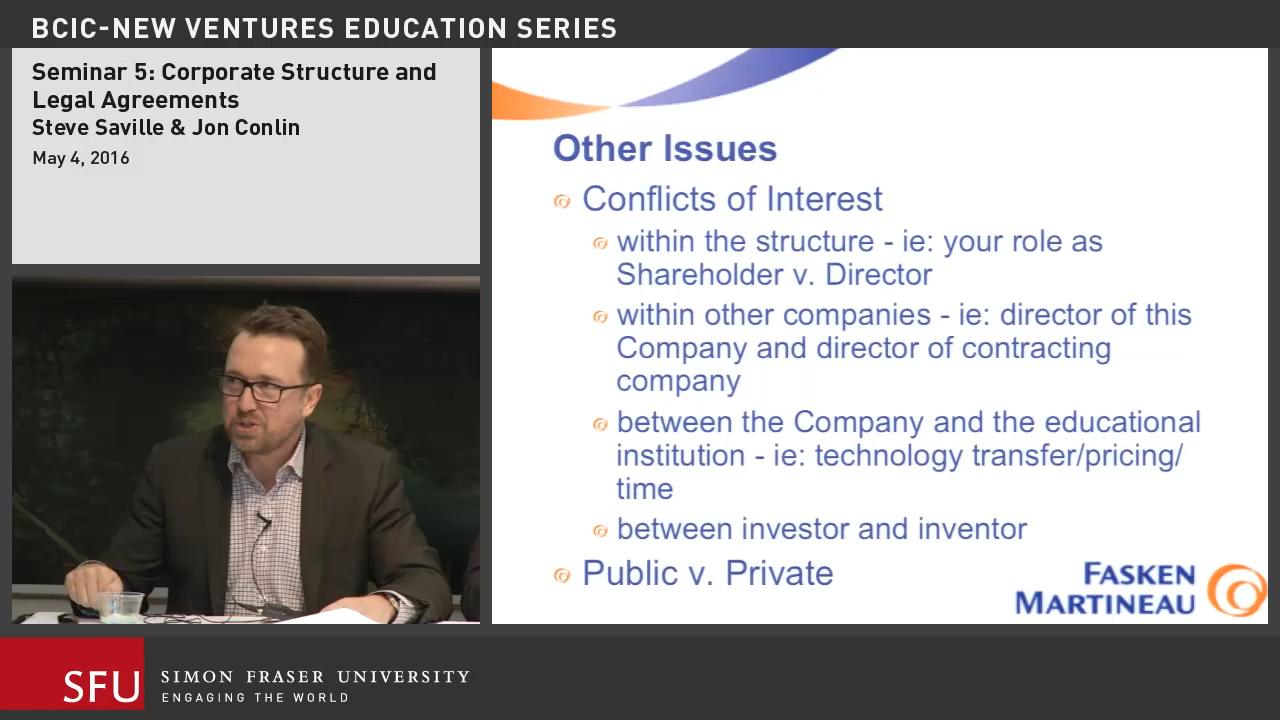 BCIC-NEW VENTURES EDUCATION SERIES
Seminar 5: Corporate Structure and
Legal Agreements
Steve Saville & Jon Conlin
May 4, 2016
Other Issues
Conflicts of Interest
within the structure - ie: your role as
Shareholder v. Director
within other companies - ie: director of this
Company and director of contracting
company
between the Company and the educational
institution - ie: technology transfer/pricing/
time
between investor and inventor
Public v. Private
FASKEN
MARTINEAU
SFU
SIMON FRASER UNIVERSITY
ENGAGING THE WORLD